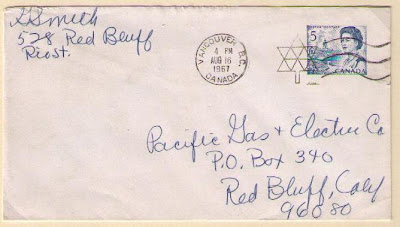 Smith
528 Red Bluff
VANCOUVER B.C.
4 PM
AUG 16
1967
CANADA
5
CANADA
Pacific Gas & Electric Co
P.O. Box 340
Red Bluff, Calif
96080